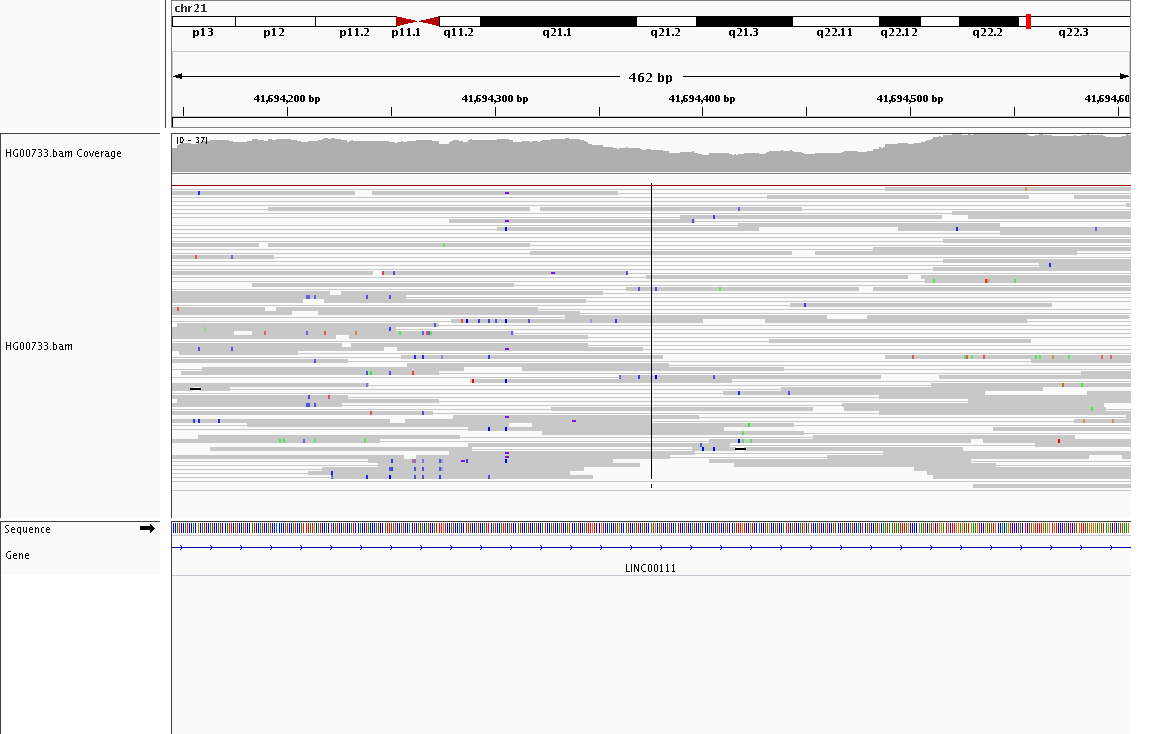 chr21
p13 p12 p11.2 p11.1 q11.2 q21.1 q21.2 q21.3 q22.11 q22.12 q22.2 q22.3
462 bp
41,694,200 bp 41,694,300 bp 41,694,400 bp 41,694,500 bp 41,694,60
HG00733.bam Coverage
[0 - 37]
HG00733.bam
Sequence
Gene
LINC00111